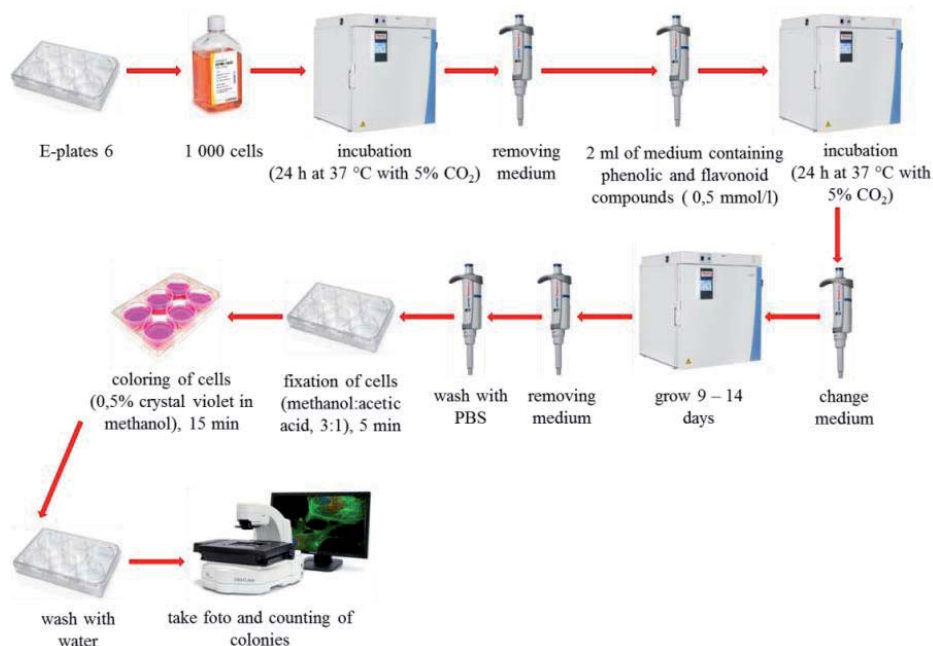 E-plates 6
1 000 cells
incubation
(24 h at 37 °C with 5% CO₂)
removing
medium
2 ml of medium containing
phenolic and flavonoid
compounds ( 0,5 mmol/l)
incubation
(24 h at 37 °C with
5% CO₂)
change
medium
grow 9 – 14
days
removing
medium
wash with
PBS
fixation of cells
(methanol:acetic
acid, 3:1), 5 min
coloring of cells
(0,5% crystal violet in
methanol), 15 min
wash with
water
take foto and counting of
colonies